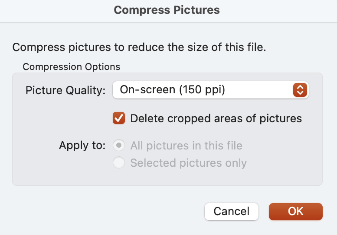 Compress Pictures
Compress pictures to reduce the size of this file.
Compression Options
Picture Quality: On-screen (150 ppi)
Delete cropped areas of pictures
Apply to: All pictures in this file
Selected pictures only
Cancel OK